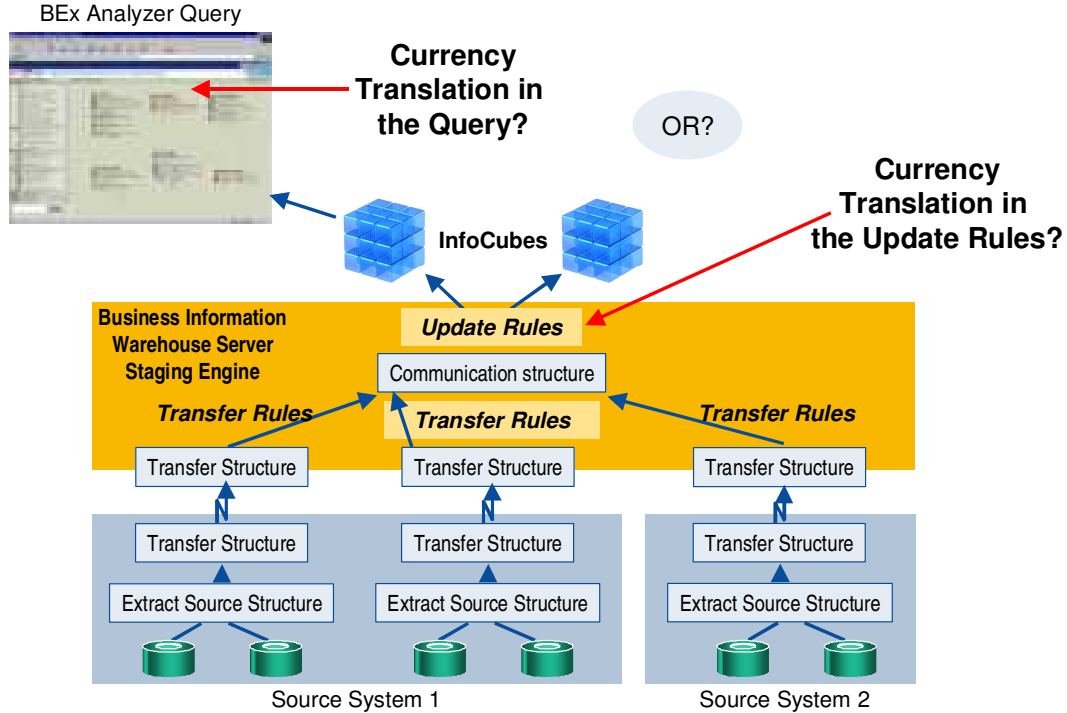 BEx Analyzer Query
Currency
Translation in
the Query?
OR?
Currency
Translation in
the Update Rules?
InfoCubes
Business Information
Warehouse Server
Staging Engine
Update Rules
Communication structure
Transfer Rules
Transfer Rules
Transfer Rules
Transfer Structure
Transfer Structure
Transfer Structure
Transfer Structure
Transfer Structure
Transfer Structure
Extract Source Structure
Extract Source Structure
Extract Source Structure
Source System 1
Source System 2